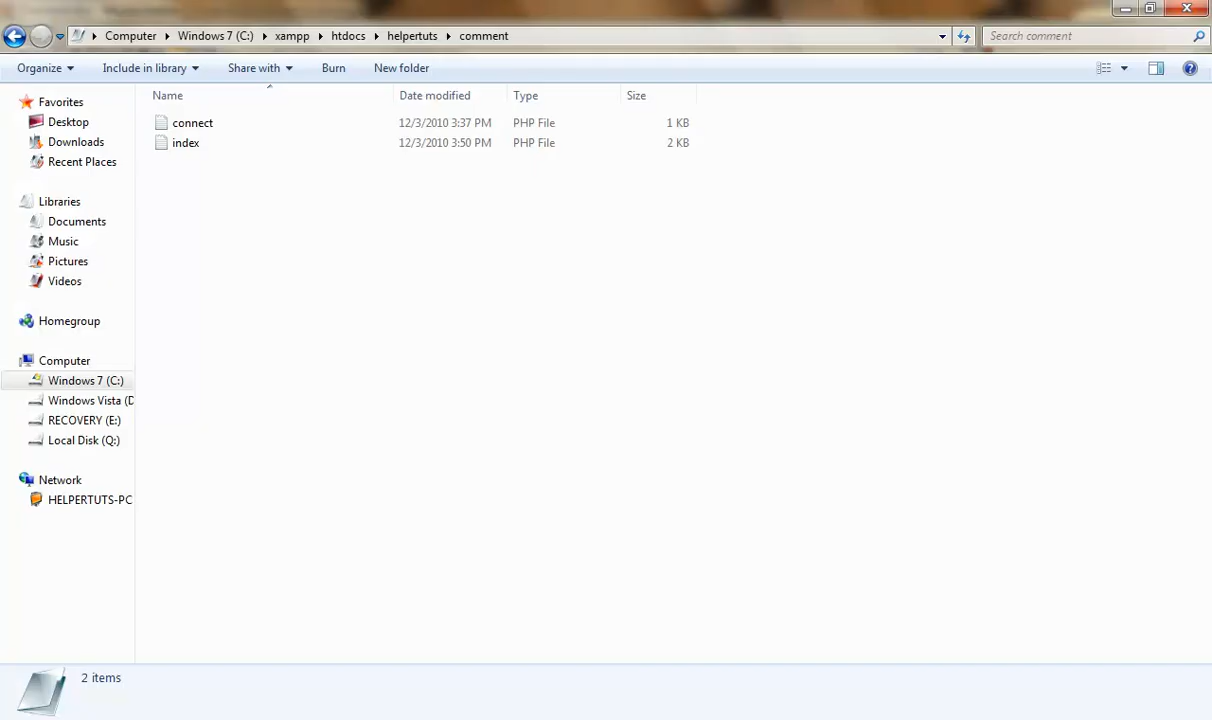 Computer Windows 7 (C:) xampp htdocs helpertuts comment Search comment
Organize Include in library Share with Burn New folder
Name Date modified Type Size
connect 12/3/2010 3:37 PM PHP File 1 KB
index 12/3/2010 3:50 PM PHP File 2 KB
Favorites
Desktop
Downloads
Recent Places
Libraries
Documents
Music
Pictures
Videos
Homegroup
Computer
Windows 7 (C:)
Windows Vista (D
RECOVERY (E:)
Local Disk (Q:)
Network
HELPERTUTS-PC
2 items